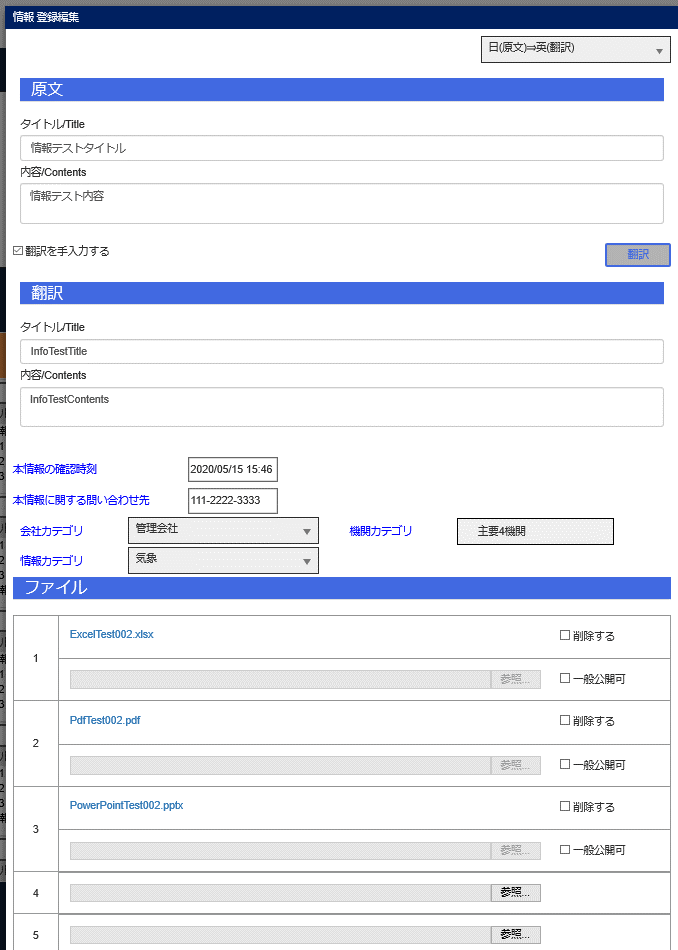 情報 登録編集
日(原文)⇒英(翻訳)
原文
タイトル/Title
情報テストタイトル
内容/Contents
情報テスト内容
翻訳を手入力する
翻訳
翻訳
タイトル/Title
InfoTestTitle
内容/Contents
InfoTestContents
本情報の確認時刻 2020/05/15 15:46
本情報に関する問い合わせ先 111-2222-3333
会社カテゴリ 管理会社 機関カテゴリ 主要4機関
情報カテゴリ 気象
ファイル
1 ExcelTest002.xlsx 削除する
参照... 一般公開可
2 PdfTest002.pdf 削除する
参照... 一般公開可
3 PowerPointTest002.pptx 削除する
参照... 一般公開可
4 参照...
5 参照...